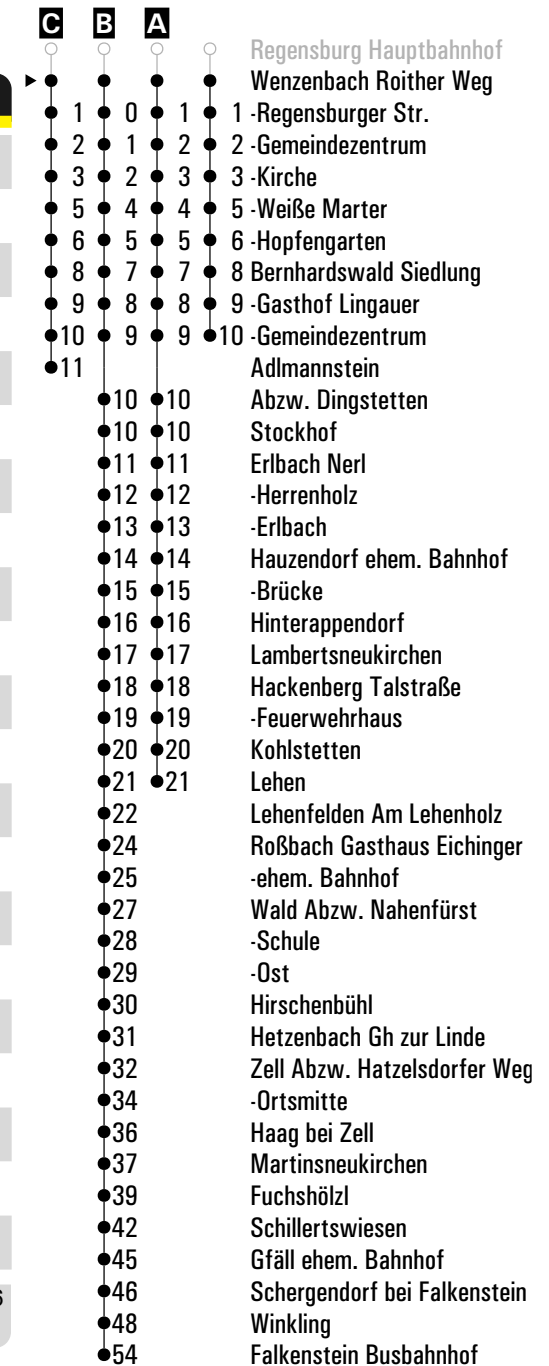 C B A
Regensburg Hauptbahnhof
Wenzenbach Roither Weg
1 0 1 1 -Regensburger Str.
2 1 2 2 -Gemeindezentrum
3 2 3 3 -Kirche
5 4 4 5 -Weiße Marter
6 5 5 6 -Hopfengarten
8 7 7 8 Bernhardswald Siedlung
9 8 8 9 -Gasthof Lingauer
10 9 9 10 -Gemeindezentrum
11 Adlmannstein
10 10 Abzw. Dingstetten
10 10 Stockhof
11 11 Erlbach Nerl
12 12 -Herrenholz
13 13 -Erlbach
14 14 Hauzendorf ehem. Bahnhof
15 15 -Brücke
16 16 Hinterappendorf
17 17 Lambertsneukirchen
18 18 Hackenberg Talstraße
19 19 -Feuerwehrhaus
20 20 Kohlstetten
21 21 Lehen
22 Lehenfelden Am Lehenholz
24 Roßbach Gasthaus Eichinger
25 -ehem. Bahnhof
27 Wald Abzw. Nahenfürst
28 -Schule
29 -Ost
30 Hirschenbühl
31 Hetzenbach Gh zur Linde
32 Zell Abzw. Hatzelsdorfer Weg
34 -Ortsmitte
36 Haag bei Zell
37 Martinsneukirchen
39 Fuchshölzl
42 Schillertswiesen
45 Gfäll ehem. Bahnhof
46 Schergendorf bei Falkenstein
48 Winkling
54 Falkenstein Busbahnhof